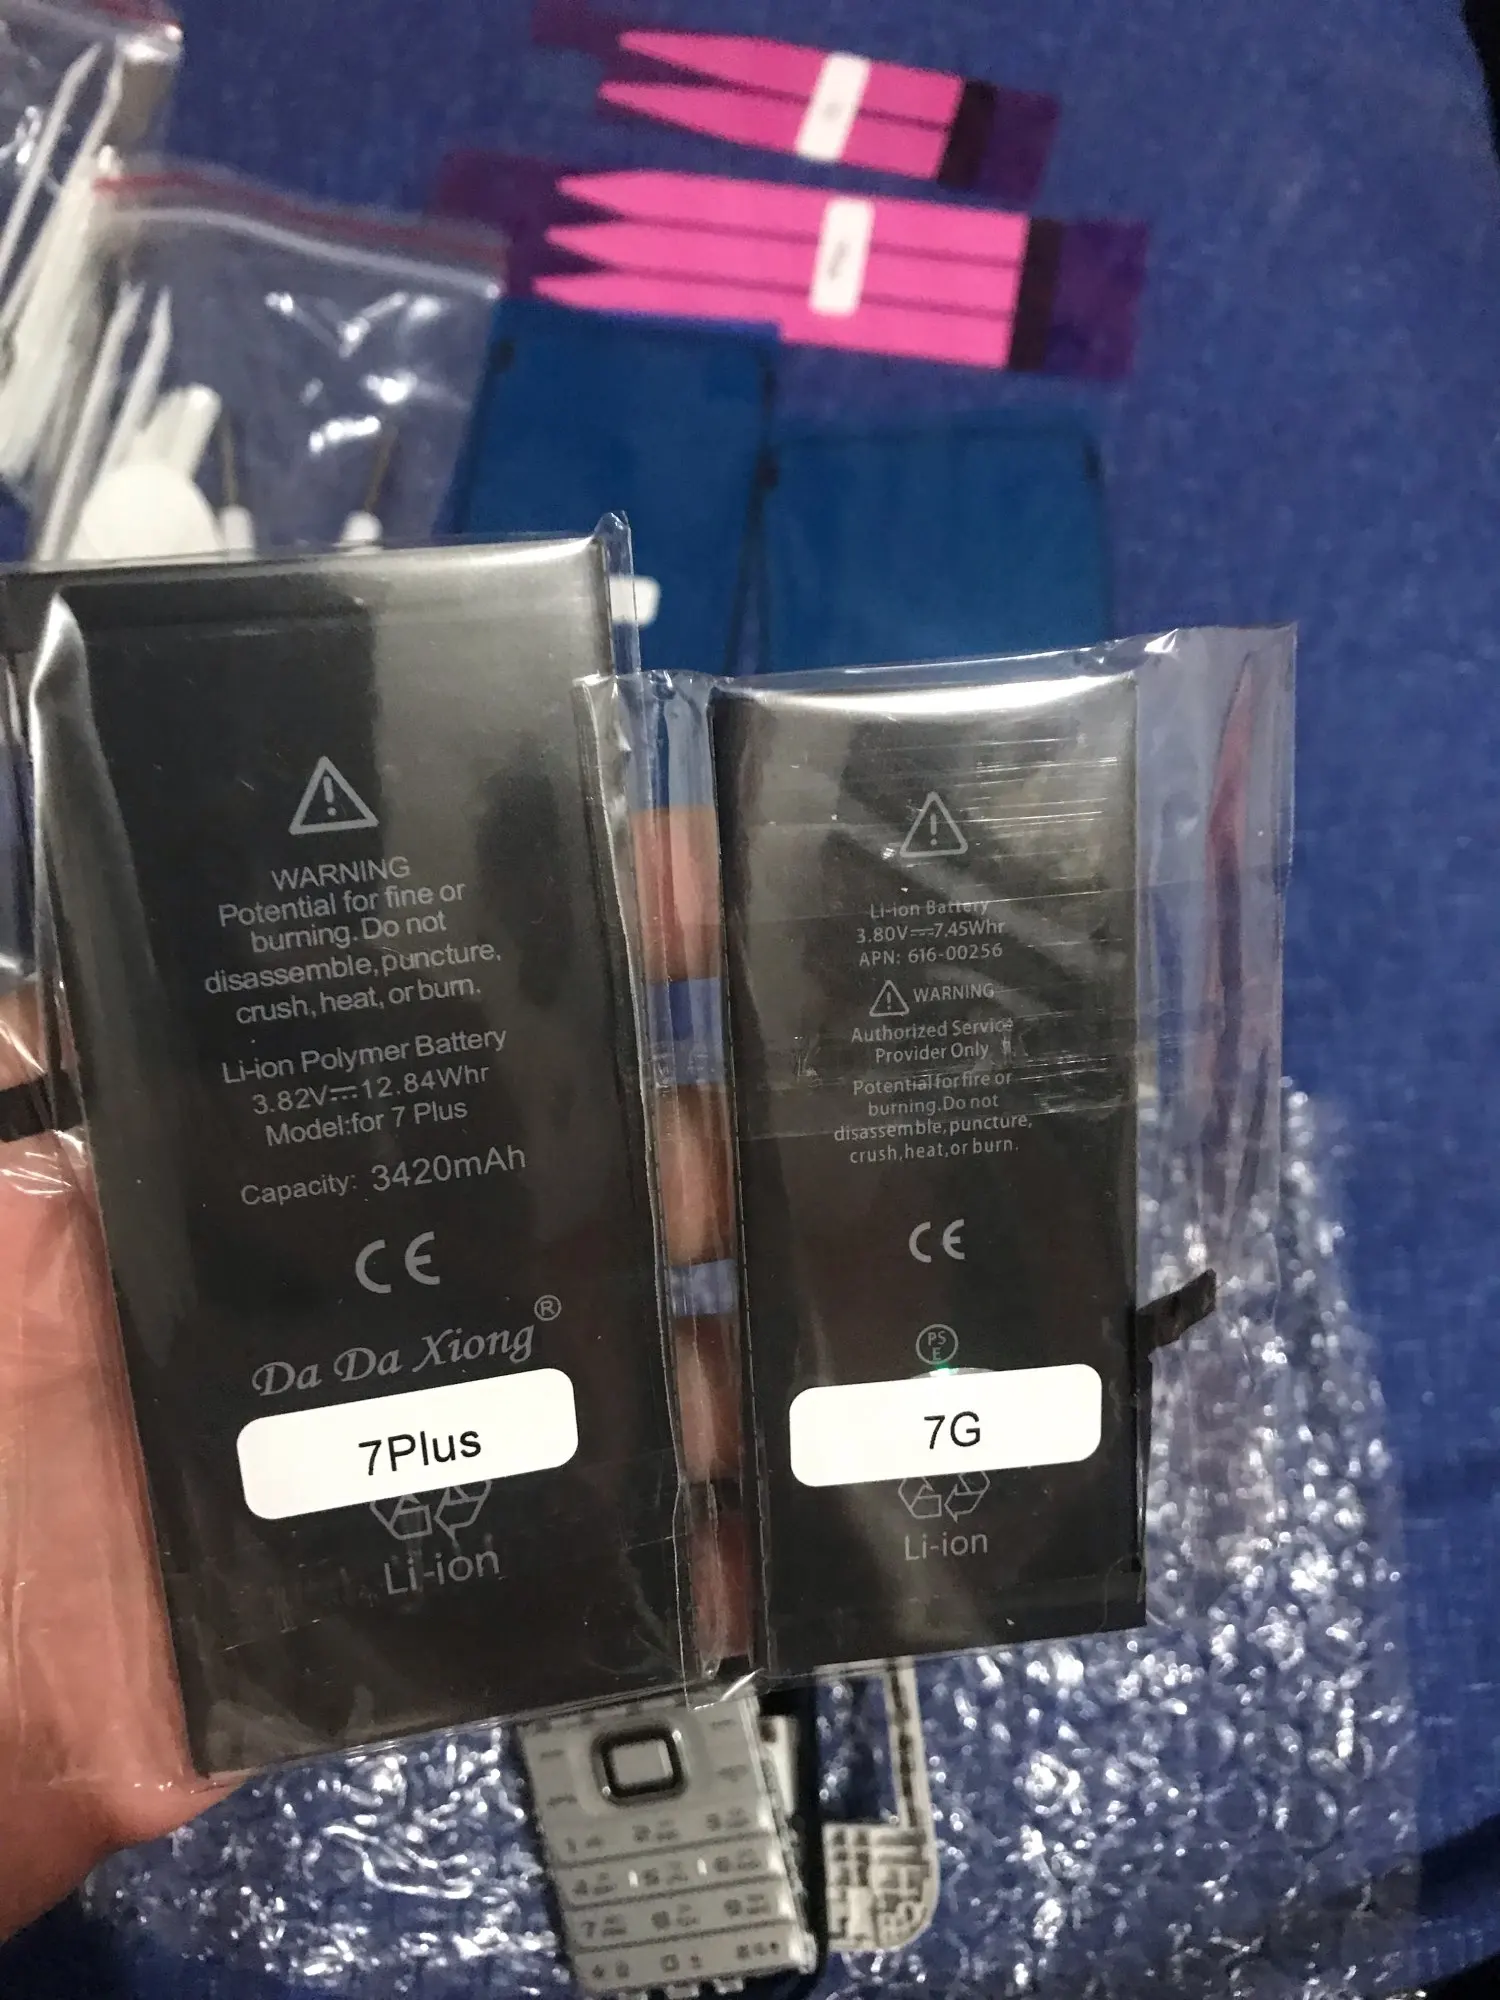 WARNING
Potential for fine or
burning. Do not
disassemble, puncture,
crush, heat, or burn.
Li-ion Polymer Battery
3.82V⎓12.84Whr
Model:for 7 Plus
Capacity: 3420mAh
CE
Da Da Xiong®
7Plus
Li-ion
Li-ion Battery
3.80V⎓7.45Whr
APN: 616-00256
WARNING
Authorized Service
Provider Only
Potential for fire or
burning. Do not
disassemble, puncture,
crush, heat, or burn.
CE
PS
E
7G
Li-ion